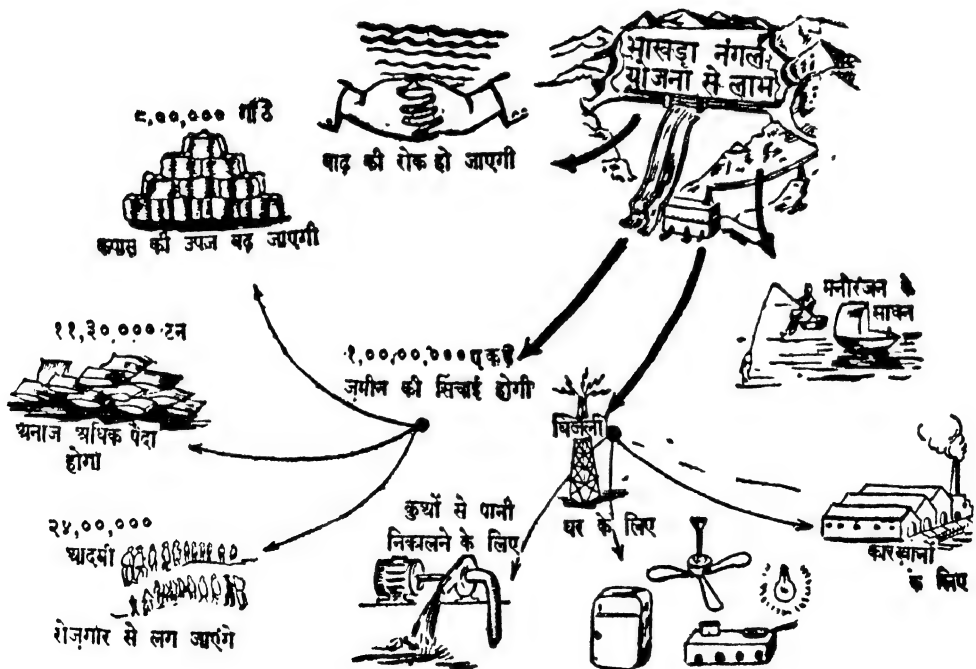 भाखड़ा नंगल
योजना से लाभ
बाढ़ की रोक हो जाएगी
८,००,००० गाँठें
कपास की उपज बढ़ जाएगी
मनोरंजन के
साधन
११,३०,००० टन
अनाज अधिक पैदा
होगा
१,००,००,००० एकड़
ज़मीन की सिंचाई होगी
बिजली
२४,००,०००
आदमी
रोज़गार से लग जाएंगे
कुओं से पानी
निकालने के लिए
घर के लिए
कारखानों
के लिए